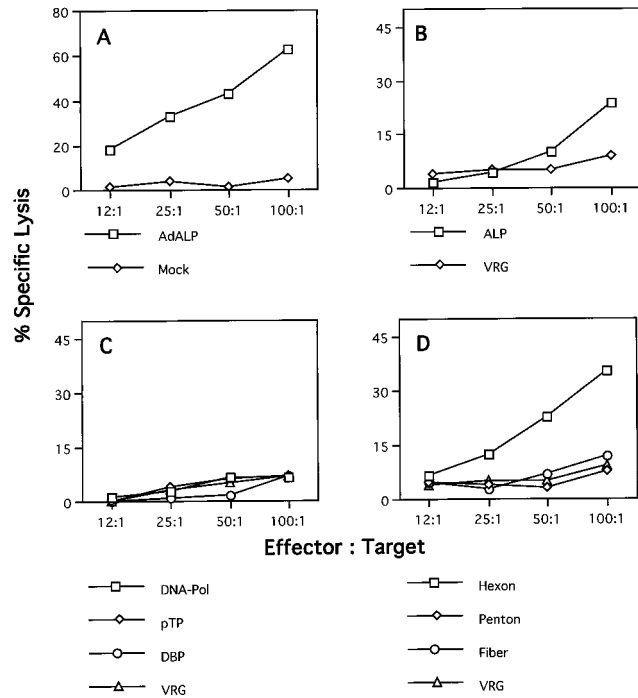 % Specific Lysis
A
80
60
40
20
0
12:1 25:1 50:1 100:1
AdALP
Mock
B
45
30
15
0
12:1 25:1 50:1 100:1
ALP
VRG
C
45
30
15
0
12:1 25:1 50:1 100:1
D
45
30
15
0
12:1 25:1 50:1 100:1
Effector : Target
DNA-Pol
pTP
DBP
VRG
Hexon
Penton
Fiber
VRG